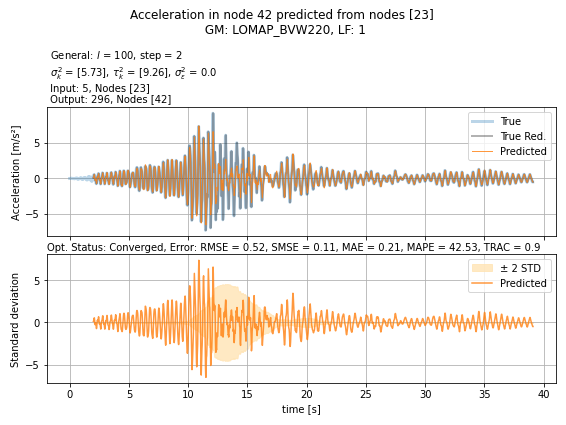 Acceleration in node 42 predicted from nodes [23]
GM: LOMAP_BVW220, LF: 1
General: l = 100, step = 2
σ²ₖ = [5.73], τ²ₖ = [9.26], σ²ₑ = 0.0
Input: 5, Nodes [23]
Output: 296, Nodes [42]
True
True Red.
Predicted
Acceleration [m/s²]
5
0
−5
Opt. Status: Converged, Error: RMSE = 0.52, SMSE = 0.11, MAE = 0.21, MAPE = 42.53, TRAC = 0.9
± 2 STD
Predicted
Standard deviation
5
0
−5
0 5 10 15 20 25 30 35 40
time [s]